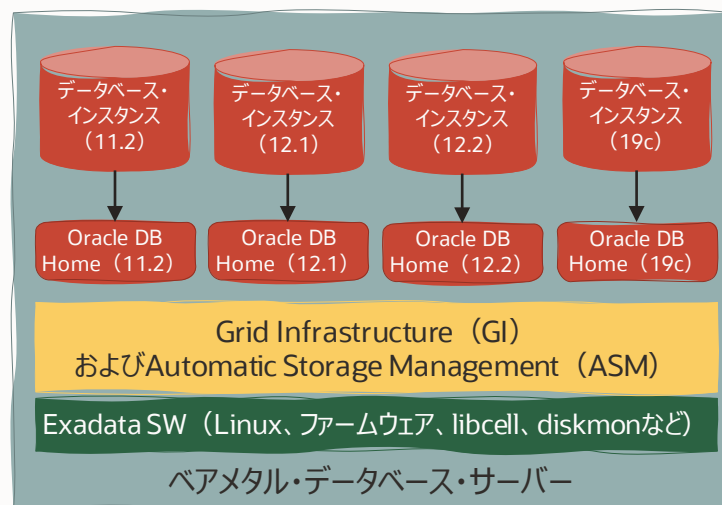 データベース・
インスタンス
（11.2）
データベース・
インスタンス
（12.1）
データベース・
インスタンス
（12.2）
データベース・
インスタンス
（19c）
Oracle DB
Home（11.2）
Oracle DB
Home（12.1）
Oracle DB
Home（12.2）
Oracle DB
Home（19c）
Grid Infrastructure（GI）
およびAutomatic Storage Management（ASM）
Exadata SW（Linux、ファームウェア、libcell、diskmonなど）
ベアメタル・データベース・サーバー